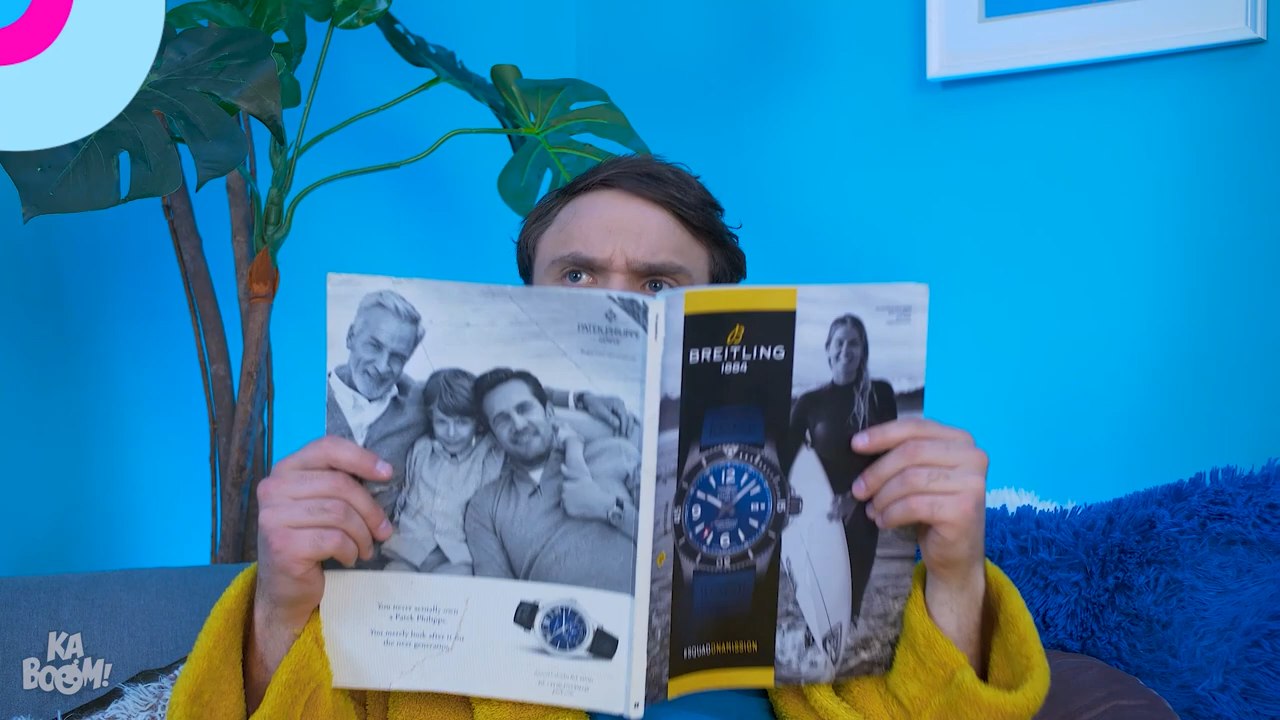 PATEK PHILIPPE
GENEVE
You never actually own
a Patek Philippe.
You merely look after it for
the next generation.
BREITLING
1884
#SQUADONAMISSION
KA
BOOM!